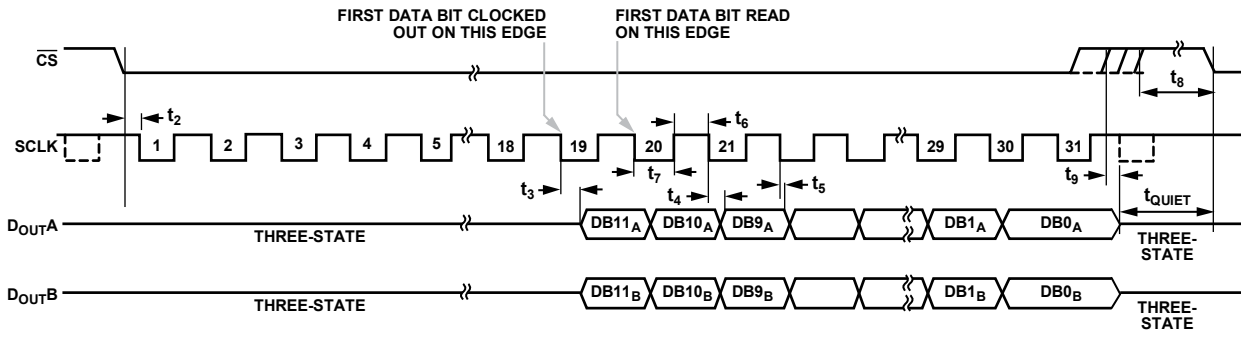 FIRST DATA BIT CLOCKED
OUT ON THIS EDGE
FIRST DATA BIT READ
ON THIS EDGE
CS
t8
t2
t6
SCLK
1 2 3 4 5 18 19 20 21 29 30 31
t3
t7
t4
t5
t9
tQUIET
DOUTA
THREE-STATE
DB11A DB10A DB9A DB1A DB0A
THREE-
STATE
DOUTB
THREE-STATE
DB11B DB10B DB9B DB1B DB0B
THREE-
STATE